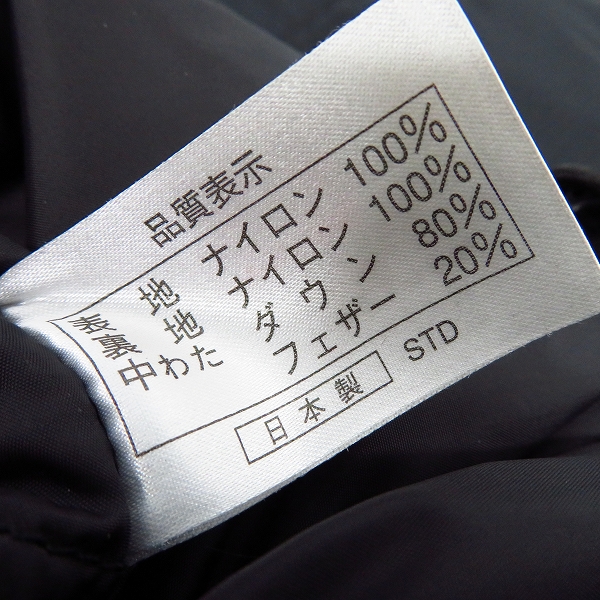 品質表示
表 地 ナイロン 100%
裏 地 ナイロン 100%
中わた ダウン 80%
フェザー 20%
日本製 STD